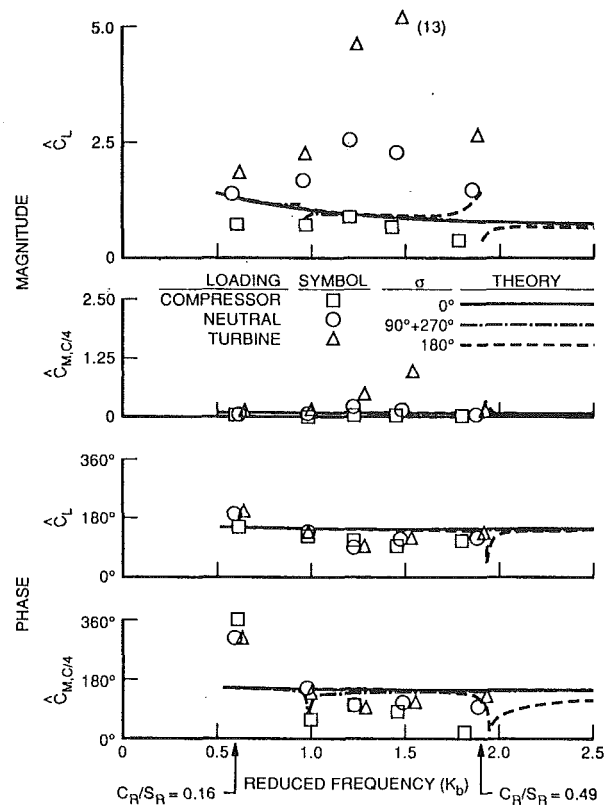 5.0
(13)
Ĉ_L
2.5
0
MAGNITUDE
LOADING SYMBOL σ THEORY
COMPRESSOR □ 0°
NEUTRAL ○ 90°+270°
TURBINE △ 180°
2.50
Ĉ_M,C/4
1.25
0
360°
Ĉ_L
180°
0°
PHASE
360°
Ĉ_M,C/4
180°
0°
0 0.5 1.0 1.5 2.0 2.5
C_R/S_R = 0.16 REDUCED FREQUENCY (K_b) C_R/S_R = 0.49